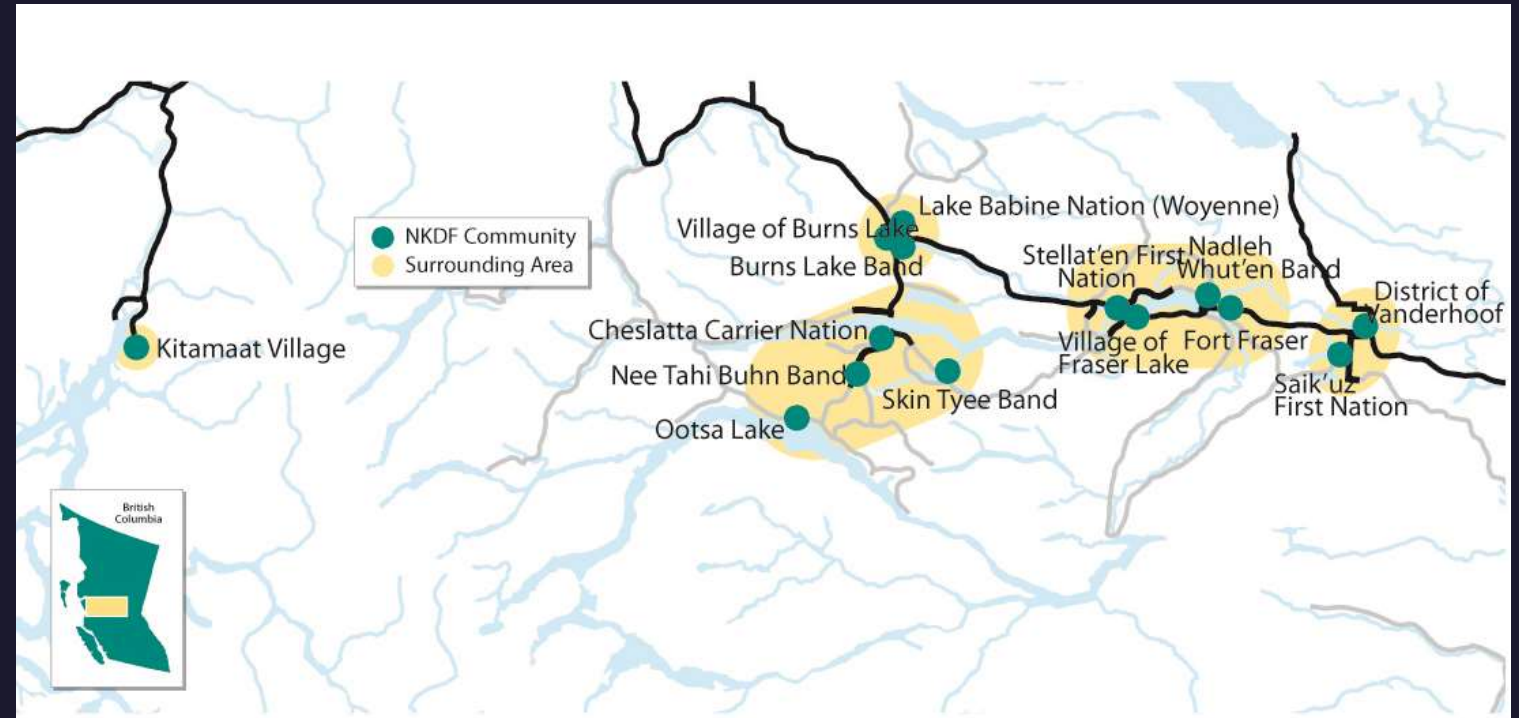 Lake Babine Nation (Woyenne)
Village of Burns Lake
Burns Lake Band
NKDF Community
Surrounding Area
Stellat'en First
Nation
Nadleh
Whut'en Band
District of
Vanderhoof
Cheslatta Carrier Nation
Kitamaat Village
Village of
Fraser Lake
Fort Fraser
Nee Tahi Buhn Band
Skin Tyee Band
Saik'uz
First Nation
Ootsa Lake
British
Columbia